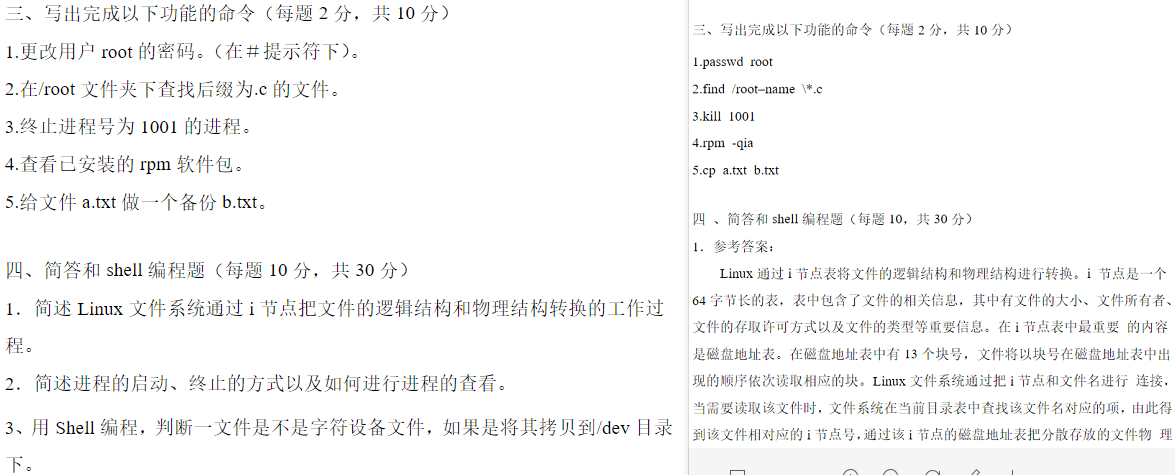 三、写出完成以下功能的命令（每题 2 分，共 10 分）
1.更改用户 root 的密码。（在＃提示符下）。
2.在/root 文件夹下查找后缀为.c 的文件。
3.终止进程号为 1001 的进程。
4.查看已安装的 rpm 软件包。
5.给文件 a.txt 做一个备份 b.txt。
四、简答和 shell 编程题（每题 10 分，共 30 分）
1．简述 Linux 文件系统通过 i 节点把文件的逻辑结构和物理结构转换的工作过
程。
2．简述进程的启动、终止的方式以及如何进行进程的查看。
3、用 Shell 编程，判断一文件是不是字符设备文件，如果是将其拷贝到/dev 目录
下。
三、写出完成以下功能的命令（每题 2 分，共 10 分）
1.passwd root
2.find /root–name \*.c
3.kill 1001
4.rpm -qia
5.cp a.txt b.txt
四 、简答和 shell 编程题（每题 10，共 30 分）
1．参考答案：
Linux 通过 i 节点表将文件的逻辑结构和物理结构进行转换。i 节点是一个
64 字节长的表，表中包含了文件的相关信息，其中有文件的大小、文件所有者、
文件的存取许可方式以及文件的类型等重要信息。在 i 节点表中最重要 的内容
是磁盘地址表。在磁盘地址表中有 13 个块号，文件将以块号在磁盘地址表中出
现的顺序依次读取相应的块。Linux 文件系统通过把 i 节点和文件名进行 连接，
当需要读取该文件时，文件系统在当前目录表中查找该文件名对应的项，由此得
到该文件相对应的 i 节点号，通过该 i 节点的磁盘地址表把分散存放的文件物 理